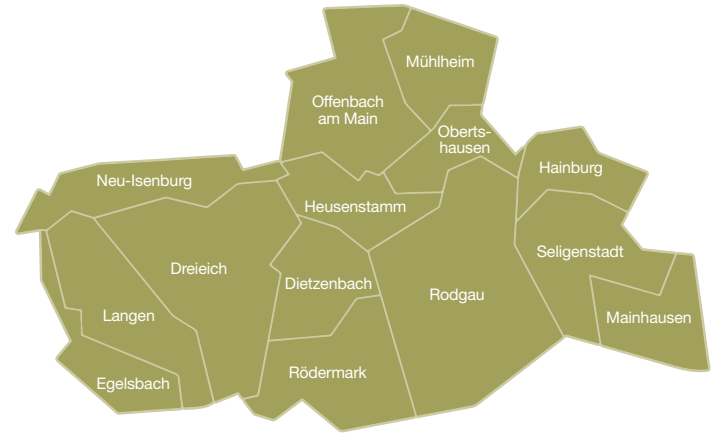 Mühlheim
Offenbach
am Main
Oberts-
hausen
Hainburg
Neu-Isenburg
Heusenstamm
Seligenstadt
Dreieich
Dietzenbach
Rodgau
Langen
Mainhausen
Rödermark
Egelsbach